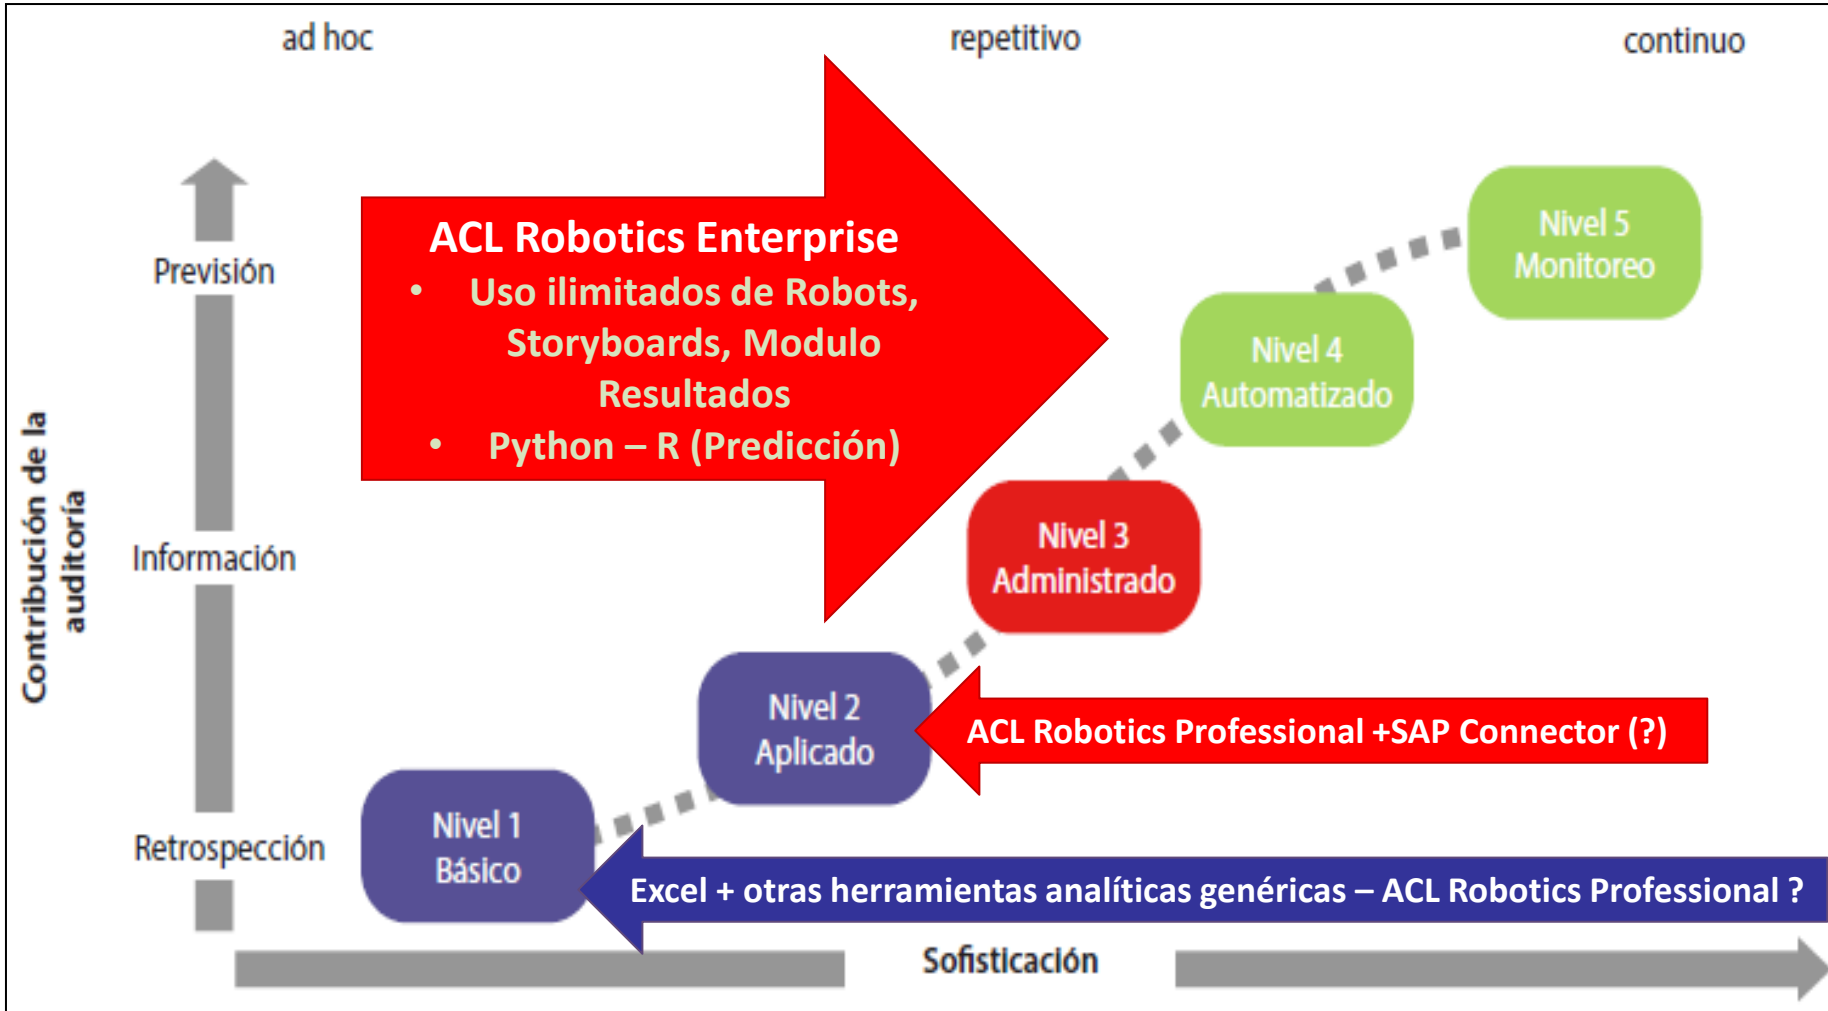 ad hoc
repetitivo
continuo
Contribución de la
auditoría
Previsión
Información
Retrospección
ACL Robotics Enterprise
• Uso ilimitados de Robots,
Storyboards, Modulo
Resultados
• Python – R (Predicción)
Nivel 5
Monitoreo
Nivel 4
Automatizado
Nivel 3
Administrado
Nivel 2
Aplicado
ACL Robotics Professional +SAP Connector (?)
Nivel 1
Básico
Excel + otras herramientas analíticas genéricas – ACL Robotics Professional ?
Sofisticación